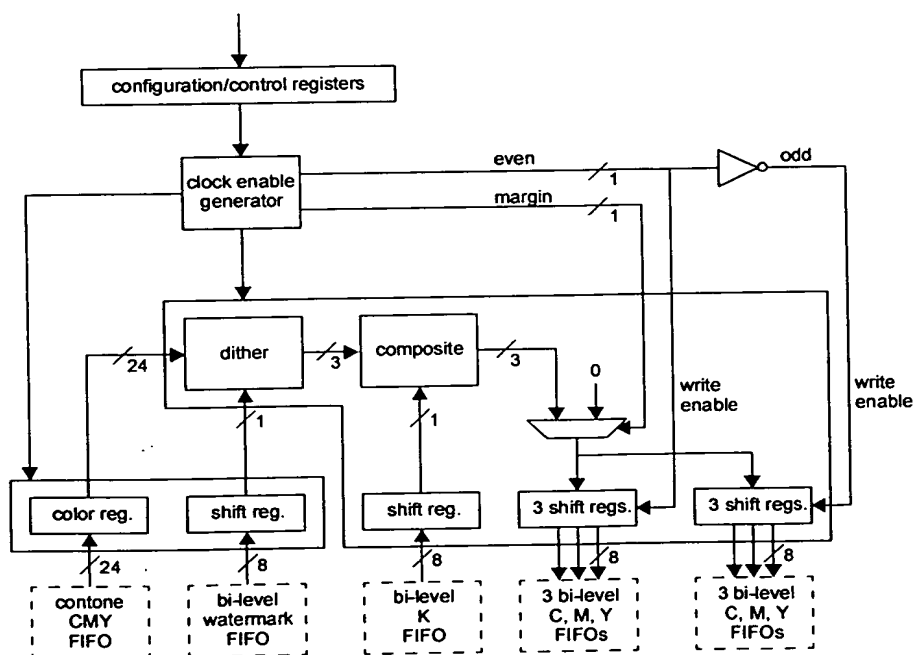 configuration/control registers
clock enable
generator
even
1
odd
margin
1
dither
composite
24
3
3
0
1
1
write
enable
write
enable
color reg.
shift reg.
shift reg.
3 shift regs.
3 shift regs.
24
8
8
8
8
contone
CMY
FIFO
bi-level
watermark
FIFO
bi-level
K
FIFO
3 bi-level
C, M, Y
FIFOs
3 bi-level
C, M, Y
FIFOs